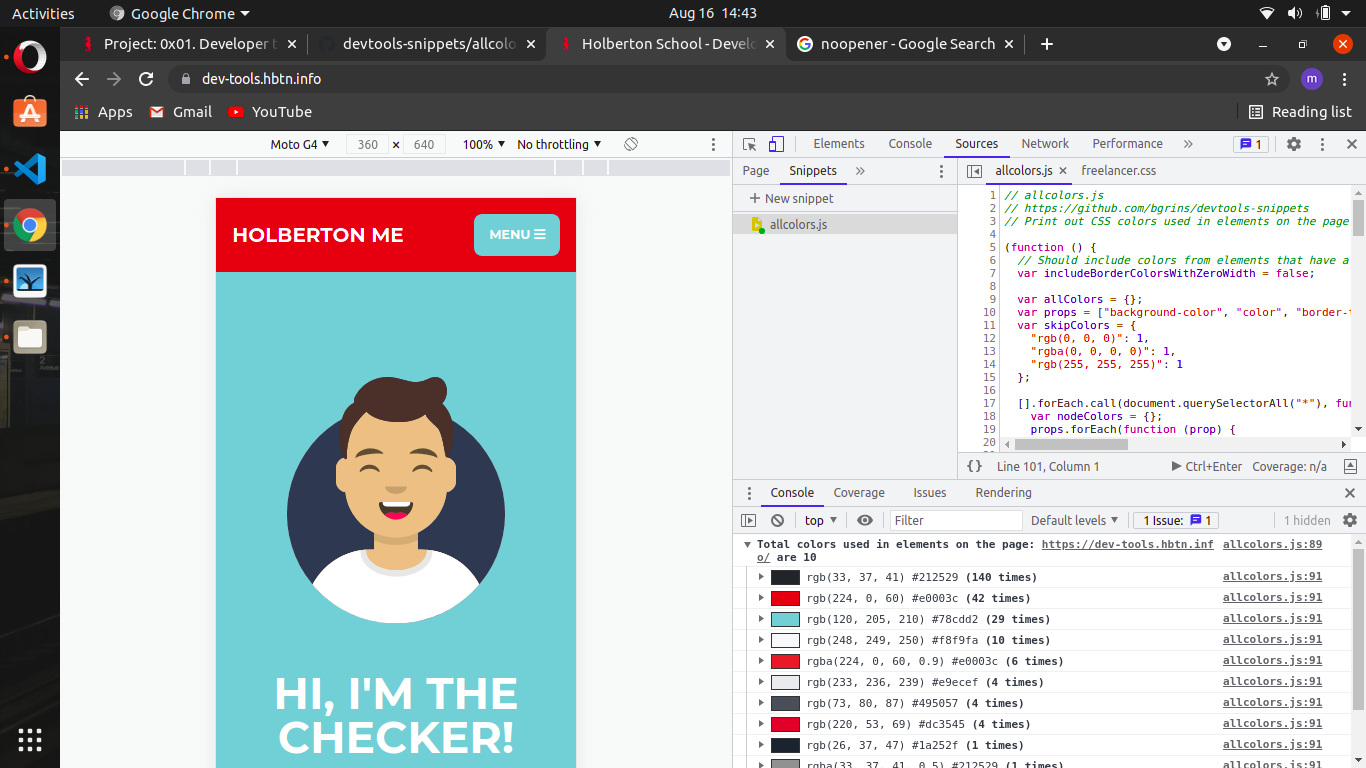 Activities Google Chrome Aug 16 14:43
Project: 0x01. Developer t
devtools-snippets/allcolo
Holberton School - Develo
noopener - Google Search
dev-tools.hbtn.info
m
Apps Gmail YouTube Reading list
Moto G4 360 × 640 100% No throttling
HOLBERTON ME
MENU
HI, I'M THE
CHECKER!
Elements Console Sources Network Performance » 1
Page Snippets »
New snippet
allcolors.js
allcolors.js × freelancer.css
1 // allcolors.js
2 // https://github.com/bgrins/devtools-snippets
3 // Print out CSS colors used in elements on the page
4
5 (function () {
6 // Should include colors from elements that have a
7 var includeBorderColorsWithZeroWidth = false;
8
9 var allColors = {};
10 var props = ["background-color", "color", "border-t
11 var skipColors = {
12 "rgb(0, 0, 0)": 1,
13 "rgba(0, 0, 0, 0)": 1,
14 "rgb(255, 255, 255)": 1
15 };
16
17 [].forEach.call(document.querySelectorAll("*"), fun
18 var nodeColors = {};
19 props.forEach(function (prop) {
20
{} Line 101, Column 1 Ctrl+Enter Coverage: n/a
Console Coverage Issues Rendering
top Filter Default levels 1 Issue: 1 1 hidden
Total colors used in elements on the page: https://dev-tools.hbtn.inf allcolors.js:89
o/ are 10
rgb(33, 37, 41) #212529 (140 times) allcolors.js:91
rgb(224, 0, 60) #e0003c (42 times) allcolors.js:91
rgb(120, 205, 210) #78cdd2 (29 times) allcolors.js:91
rgb(248, 249, 250) #f8f9fa (10 times) allcolors.js:91
rgba(224, 0, 60, 0.9) #e0003c (6 times) allcolors.js:91
rgb(233, 236, 239) #e9ecef (4 times) allcolors.js:91
rgb(73, 80, 87) #495057 (4 times) allcolors.js:91
rgb(220, 53, 69) #dc3545 (4 times) allcolors.js:91
rgb(26, 37, 47) #1a252f (1 times) allcolors.js:91
rgba(33, 37, 41, 0.5) #212529 (1 times) allcolors.js:91